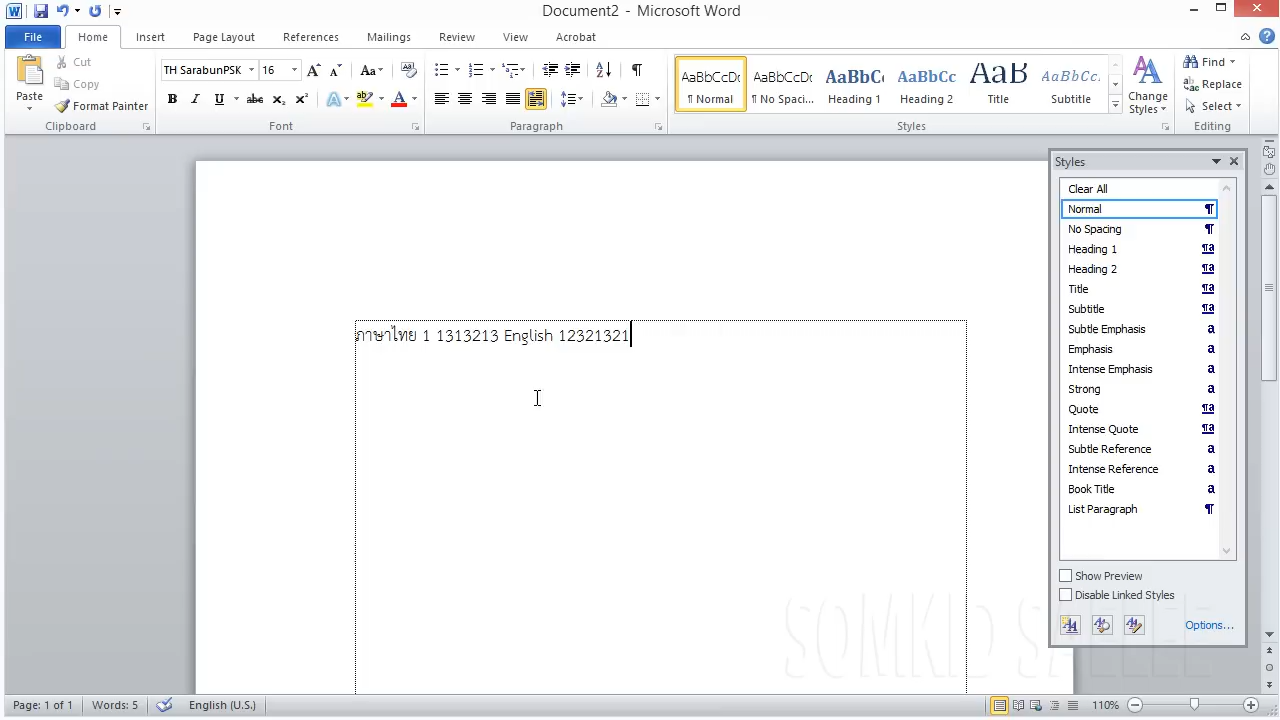 Document2 - Microsoft Word
File Home Insert Page Layout References Mailings Review View Acrobat
Paste
Cut
Copy
Format Painter
Clipboard
TH SarabunPSK 16
Font
Paragraph
AaBbCcDc AaBbCcDc AaBbCc AaBbCc AaB AaBbCcDc
¶ Normal ¶ No Spaci... Heading 1 Heading 2 Title Subtitle
Change Styles
Styles
Find
Replace
Select
Editing
ภาษาไทย 1 1313213 English 12321321
Styles
Clear All
Normal
No Spacing
Heading 1
Heading 2
Title
Subtitle
Subtle Emphasis
Emphasis
Intense Emphasis
Strong
Quote
Intense Quote
Subtle Reference
Intense Reference
Book Title
List Paragraph
Show Preview
Disable Linked Styles
Options...
SOMKID
Page: 1 of 1 Words: 5 English (U.S.) 110%